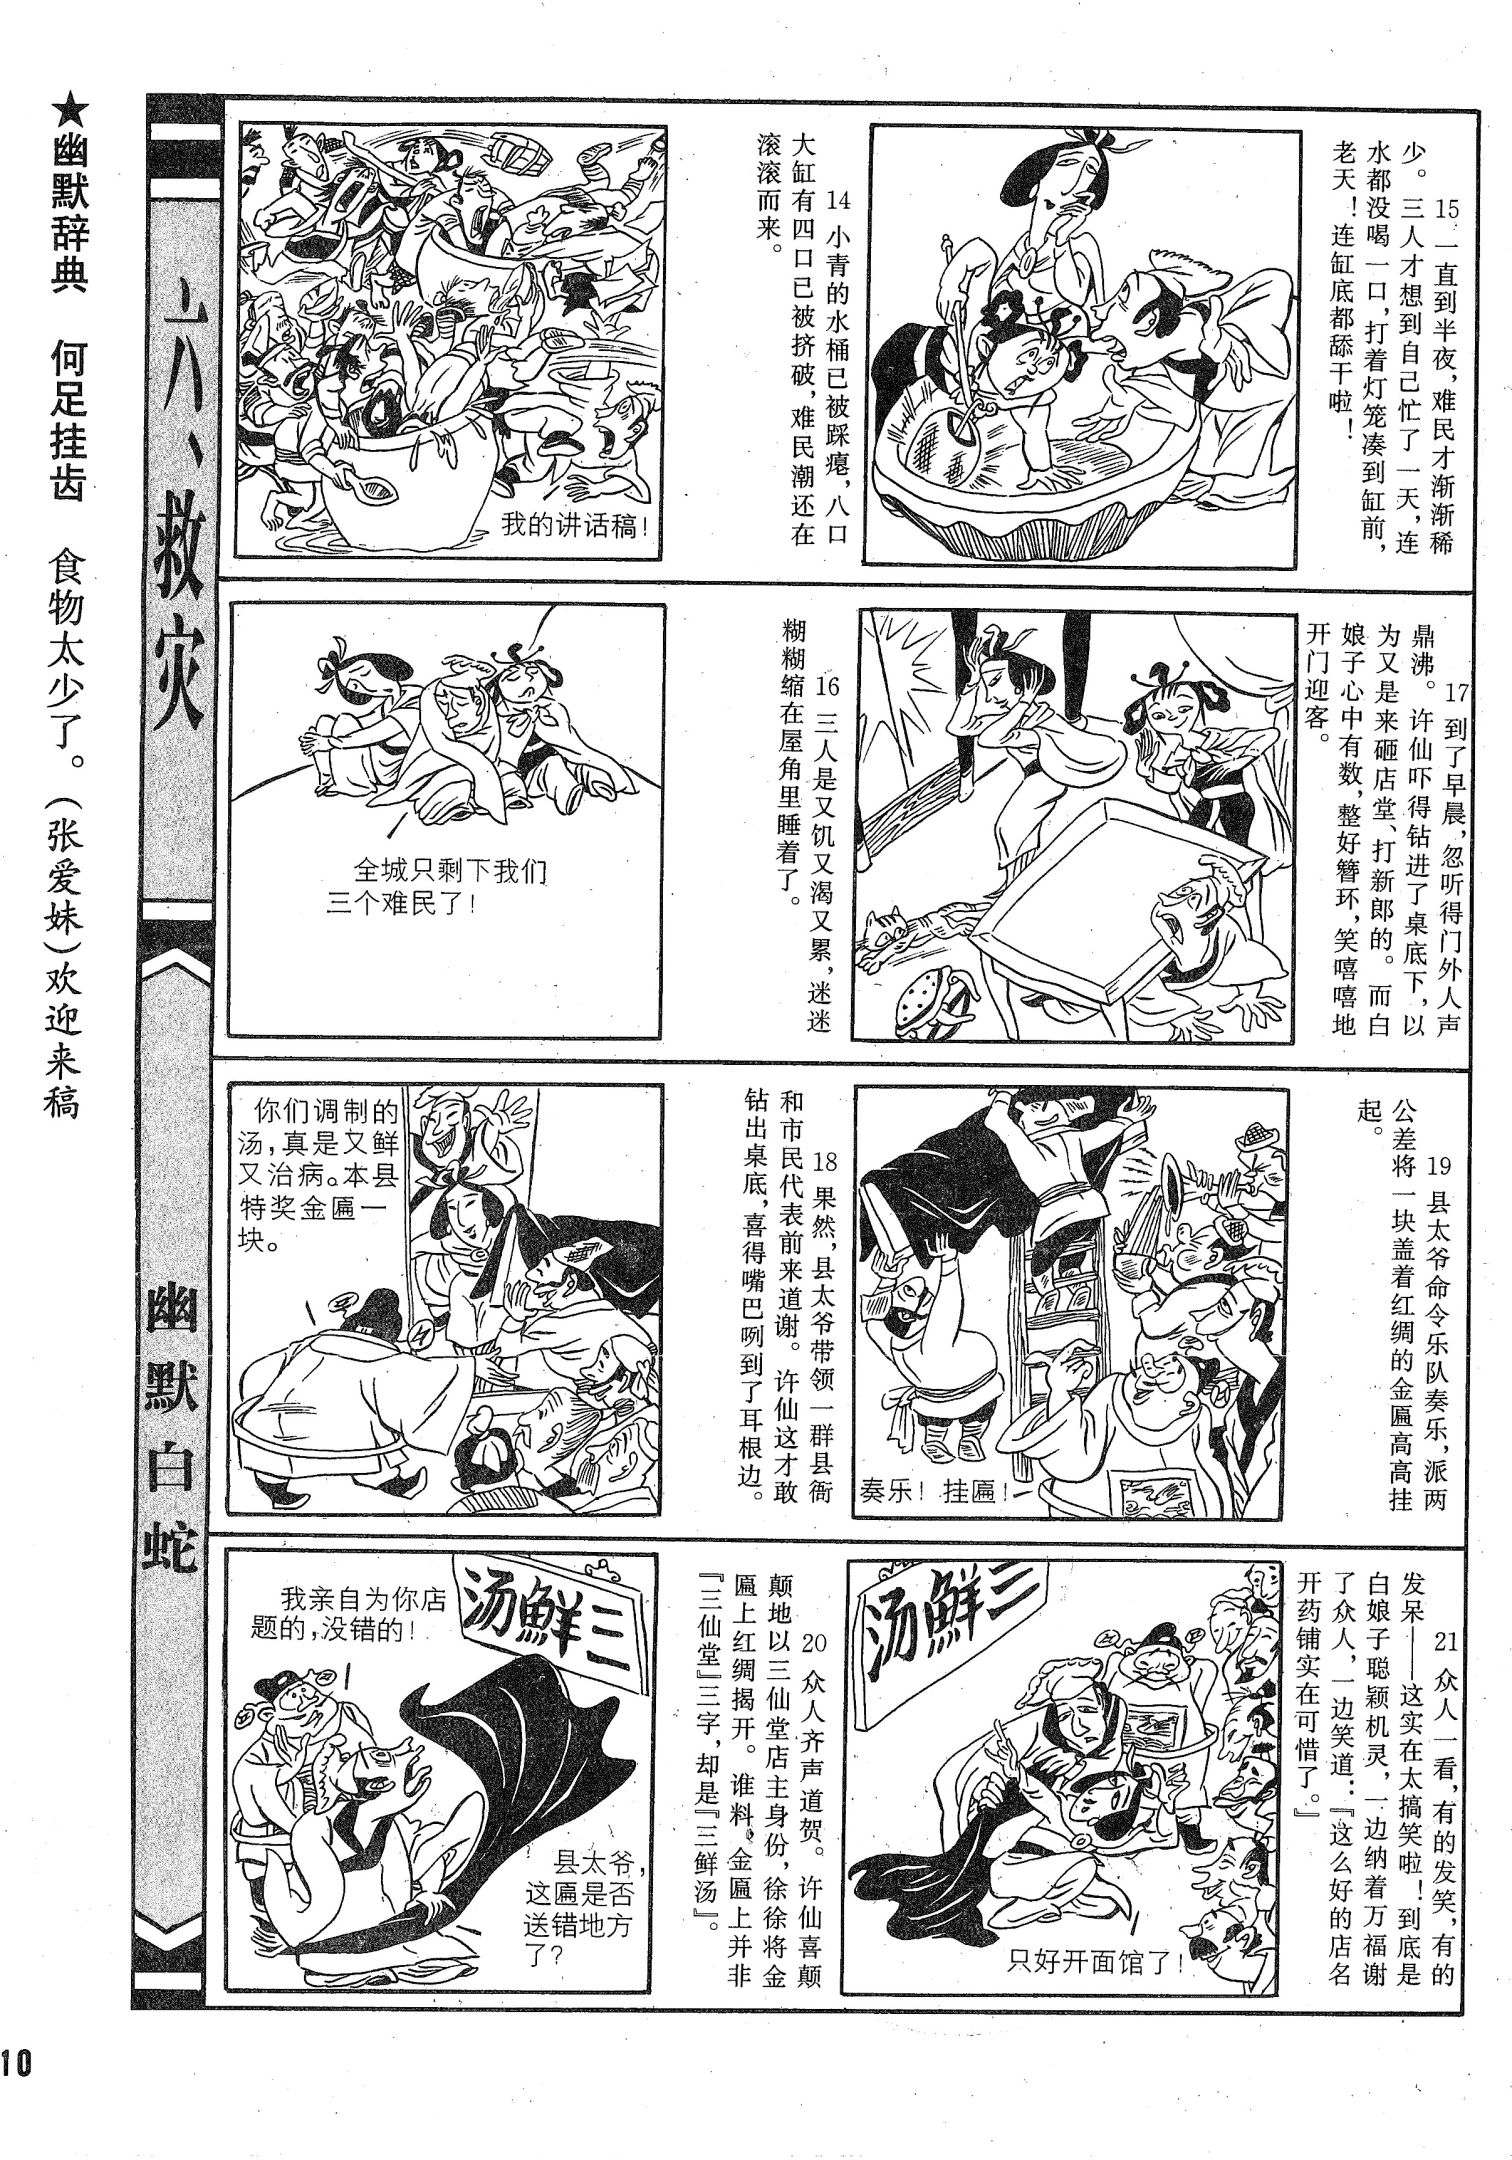 ★幽默辞典 何足挂齿 食物太少了。(张爱妹)欢迎来稿
六、救灾
幽默白蛇
15 一直到半夜，难民才渐渐稀
少。三人才想到自己忙了一天，连
水都没喝一口，打着灯笼凑到缸前，
老天！连缸底都舔干啦！
14 小青的水桶已被踩瘪，八口
大缸有四口已被挤破，难民潮还在
滚滚而来。
我的讲话稿！
17 到了早晨，忽听得门外人声
鼎沸。许仙吓得钻进了桌底下，以
为又是来砸店堂、打新郎的。而白
娘子心中有数，整好簪环，笑嘻嘻地
开门迎客。
16 三人是又饥又渴又累，迷迷
糊糊缩在屋角里睡着了。
全城只剩下我们
三个难民了！
19 县太爷命令乐队奏乐，派两
公差将一块盖着红绸的金匾高高挂
起。
奏乐！挂匾！
18 果然，县太爷带领一群县衙
和市民代表前来道谢。许仙这才敢
钻出桌底，喜得嘴巴咧到了耳根边。
你们调制的
汤，真是又鲜
又治病。本县
特奖金匾一
块。
21 众人一看，有的发笑，有的
发呆——这实在太搞笑啦！到底是
白娘子聪颖机灵，一边纳着万福谢
了众人，一边笑道：『这么好的店名
开药铺实在可惜了。』
三鮮汤
只好开面馆了！
20 众人齐声道贺。许仙喜颠
颠地以三仙堂店主身份，徐徐将金
匾上红绸揭开。谁料，金匾上并非
『三仙堂』三字，却是『三鲜汤』。
三鮮汤
我亲自为你店
题的，没错的！
县太爷，
这匾是否
送错地方
了？
10